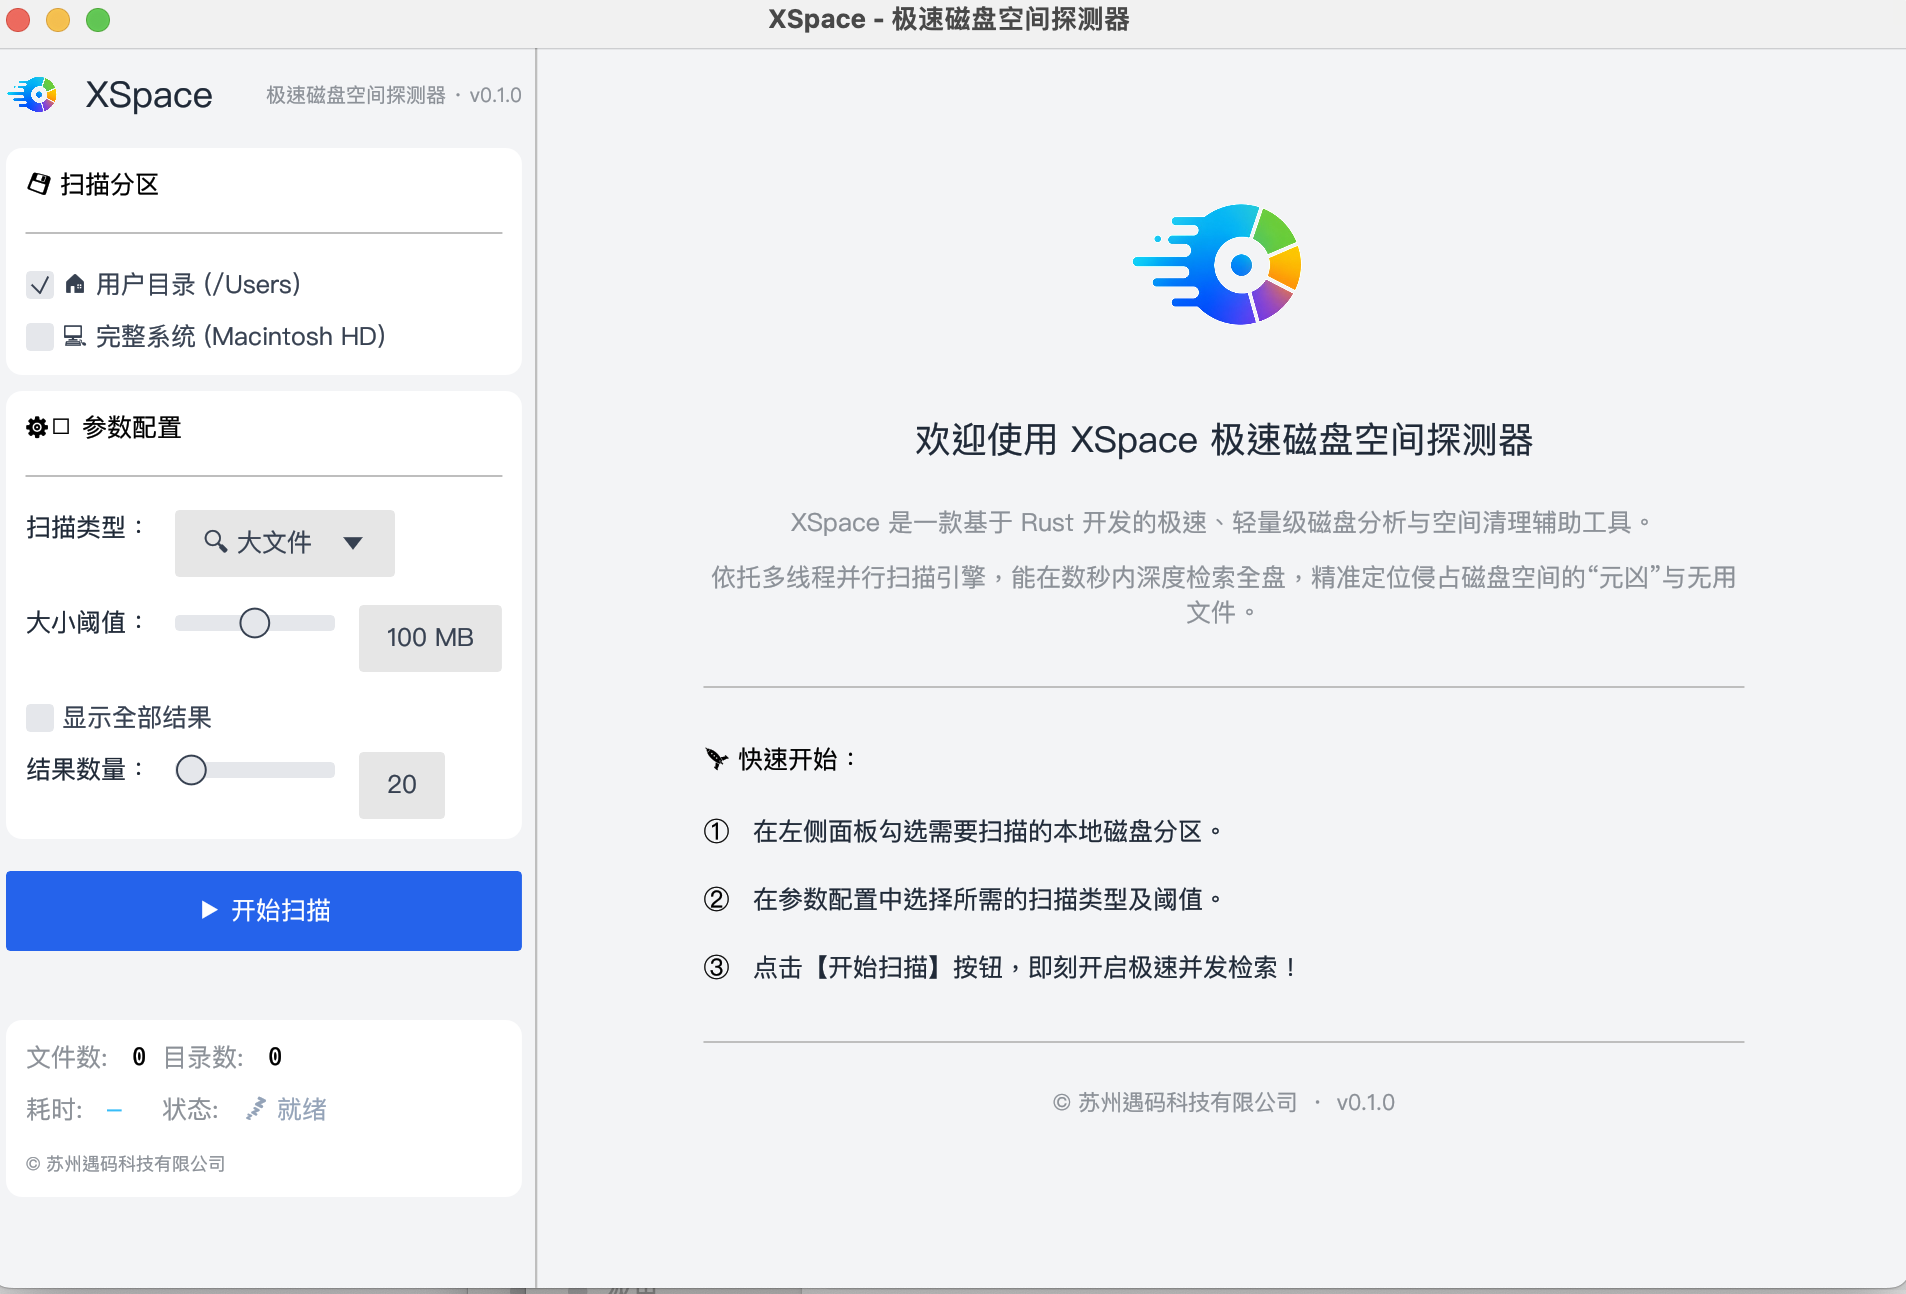 XSpace - 极速磁盘空间探测器
XSpace 极速磁盘空间探测器 · v0.1.0
扫描分区
用户目录 (/Users)
完整系统 (Macintosh HD)
参数配置
扫描类型：
大文件
大小阈值：
100 MB
显示全部结果
结果数量：
20
开始扫描
文件数: 0 目录数: 0
耗时: – 状态: 就绪
© 苏州遇码科技有限公司
欢迎使用 XSpace 极速磁盘空间探测器
XSpace 是一款基于 Rust 开发的极速、轻量级磁盘分析与空间清理辅助工具。
依托多线程并行扫描引擎，能在数秒内深度检索全盘，精准定位侵占磁盘空间的“元凶”与无用
文件。
快速开始：
① 在左侧面板勾选需要扫描的本地磁盘分区。
② 在参数配置中选择所需的扫描类型及阈值。
③ 点击【开始扫描】按钮，即刻开启极速并发检索！
© 苏州遇码科技有限公司 · v0.1.0